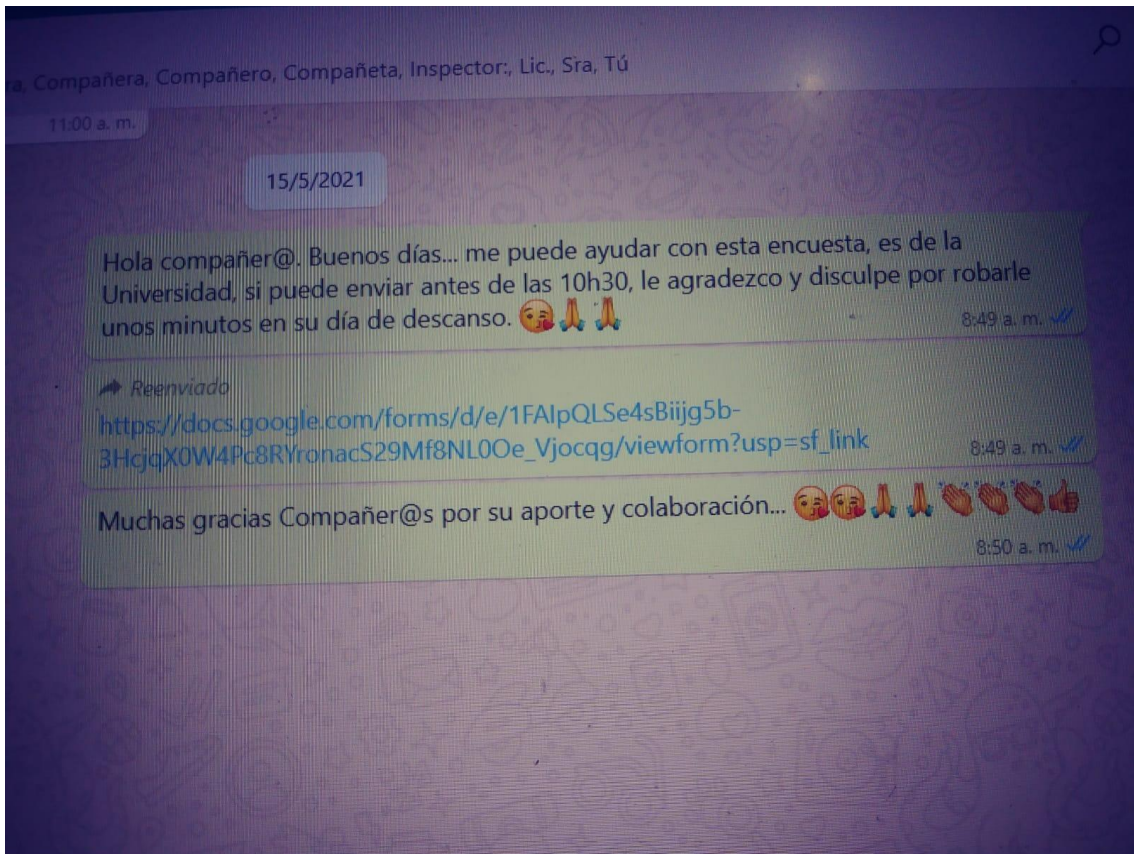 ra, Compañera, Compañero, Compañeta, Inspector:, Lic., Sra, Tú
11:00 a. m.
15/5/2021
Hola compañer@. Buenos días... me puede ayudar con esta encuesta, es de la
Universidad, si puede enviar antes de las 10h30, le agradezco y disculpe por robarle
unos minutos en su día de descanso. 😘🙏🙏
8:49 a. m.
Reenviado
https://docs.google.com/forms/d/e/1FAIpQLSe4sBiijg5b-
3HcjqX0W4Pc8RYronacS29Mf8NL0Oe_Vjocqg/viewform?usp=sf_link
8:49 a. m.
Muchas gracias Compañer@s por su aporte y colaboración... 😘😘🙏🙏👏👏👏👍
8:50 a. m.